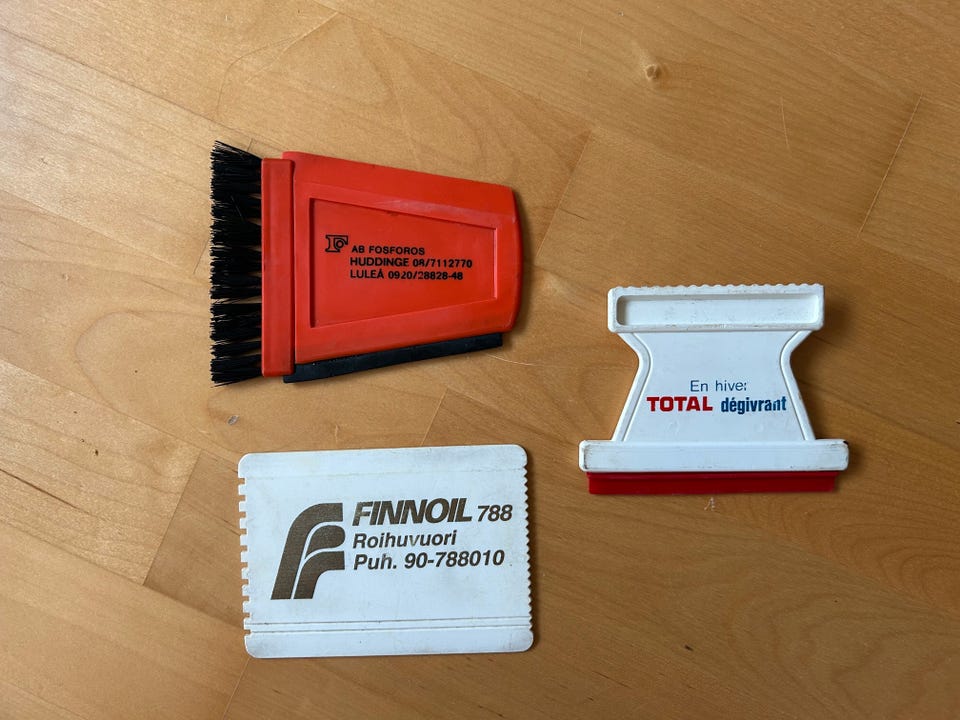 AB FOSFOROS
HUDDINGE 08/7112770
LULEÅ 0920/28828-48
En hiver
TOTAL dégivrant
FINNOIL 788
Roihuvuori
Puh. 90-788010